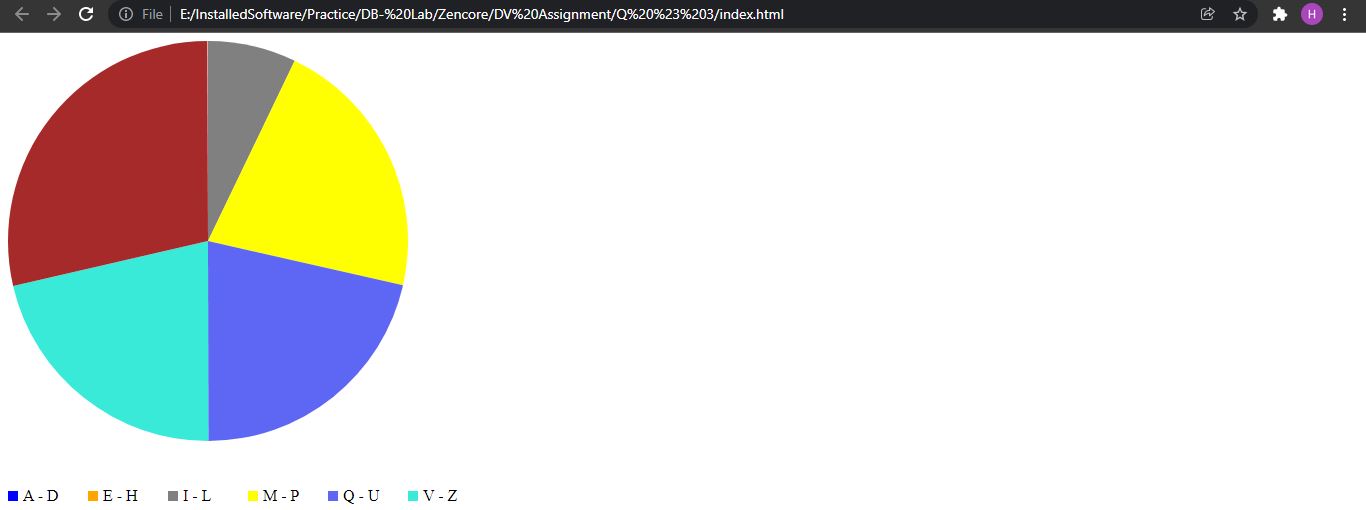 File E:/InstalledSoftware/Practice/DB-%20Lab/Zencore/DV%20Assignment/Q%20%23%203/index.html H
A - D E - H I - L M - P Q - U V - Z